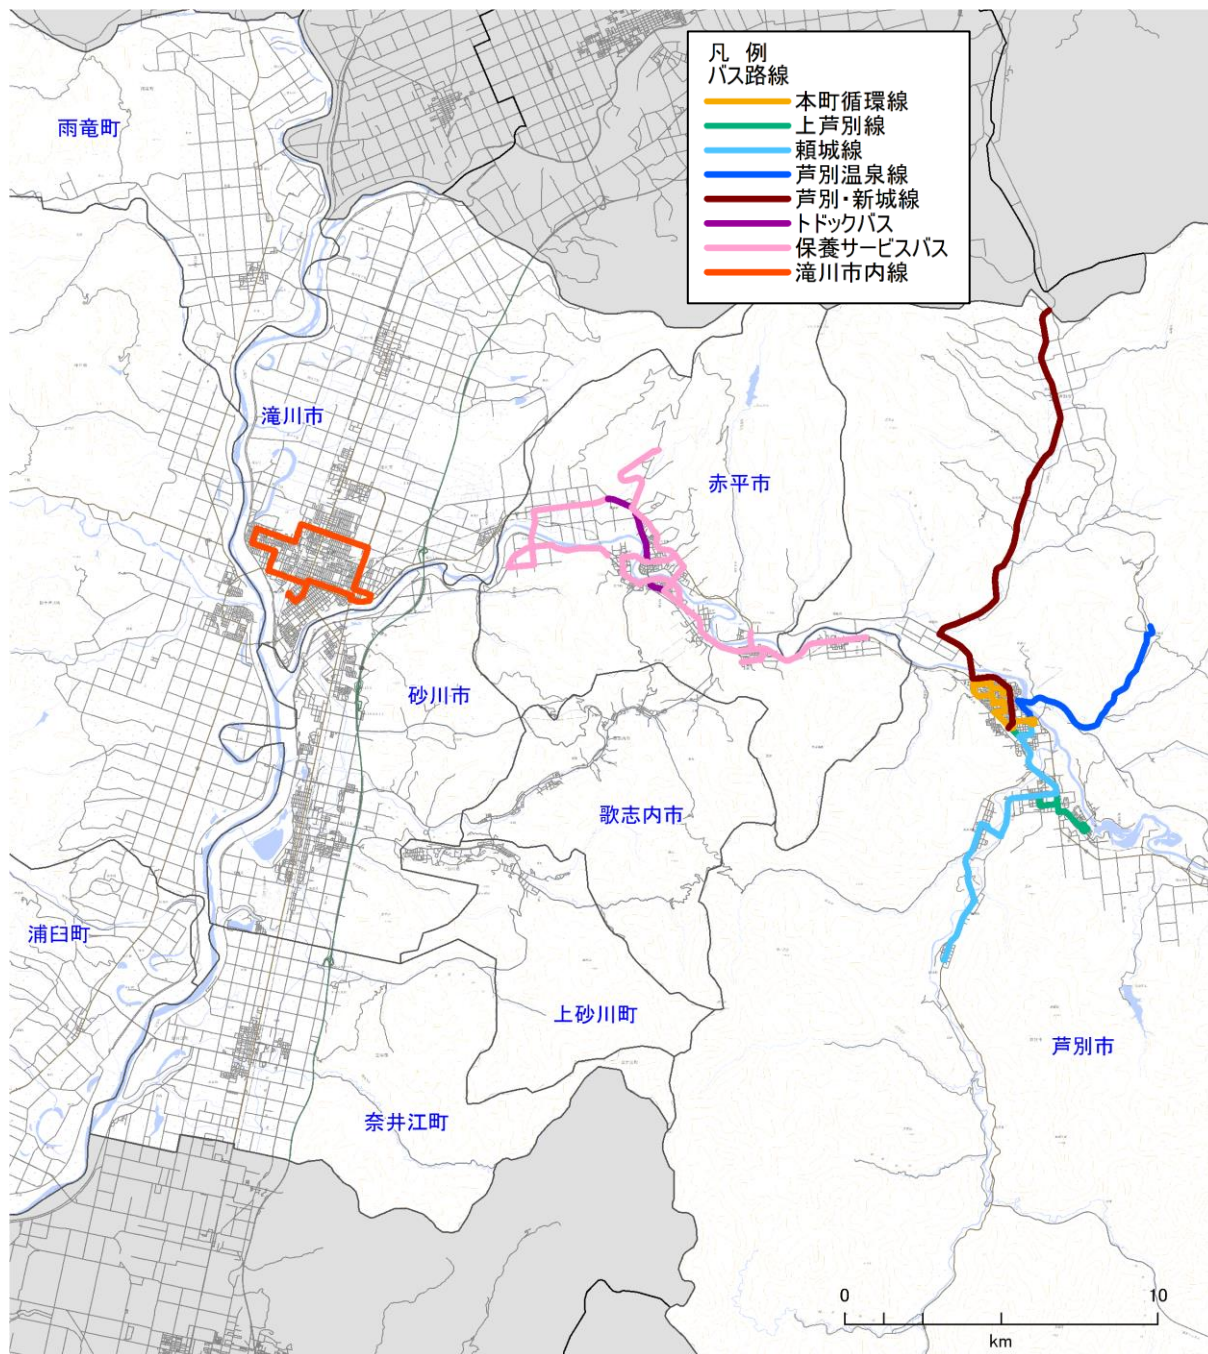 凡 例
バス路線
本町循環線
上芦別線
頼城線
芦別温泉線
芦別・新城線
トドックバス
保養サービスバス
滝川市内線
雨竜町
滝川市
赤平市
砂川市
歌志内市
浦臼町
上砂川町
芦別市
奈井江町
0 10
km